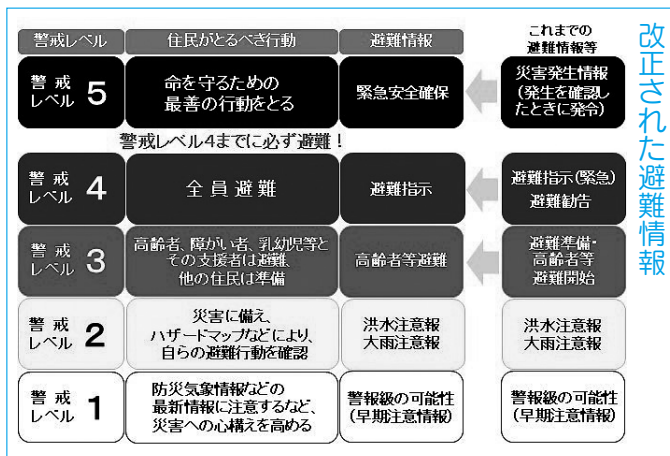 改正された避難情報
警戒レベル 住民がとるべき行動 避難情報 これまでの
避難情報等
警 戒
レベル 5
命を守るための
最善の行動をとる
緊急安全確保
災害発生情報
(発生を確認し
たときに発令)
警戒レベル4までに必ず避難!
警 戒
レベル 4
全員避難
避難指示
避難指示(緊急)
避難勧告
警 戒
レベル 3
高齢者、障がい者、乳幼児等と
その支援者は避難、
他の住民は準備
高齢者等避難
避難準備・
高齢者等
避難開始
警 戒
レベル 2
災害に備え、
ハザードマップなどにより、
自らの避難行動を確認
洪水注意報
大雨注意報
洪水注意報
大雨注意報
警 戒
レベル 1
防災気象情報などの
最新情報に注意するなど、
災害への心構えを高める
警報級の可能性
(早期注意情報)
警報級の可能性
(早期注意情報)